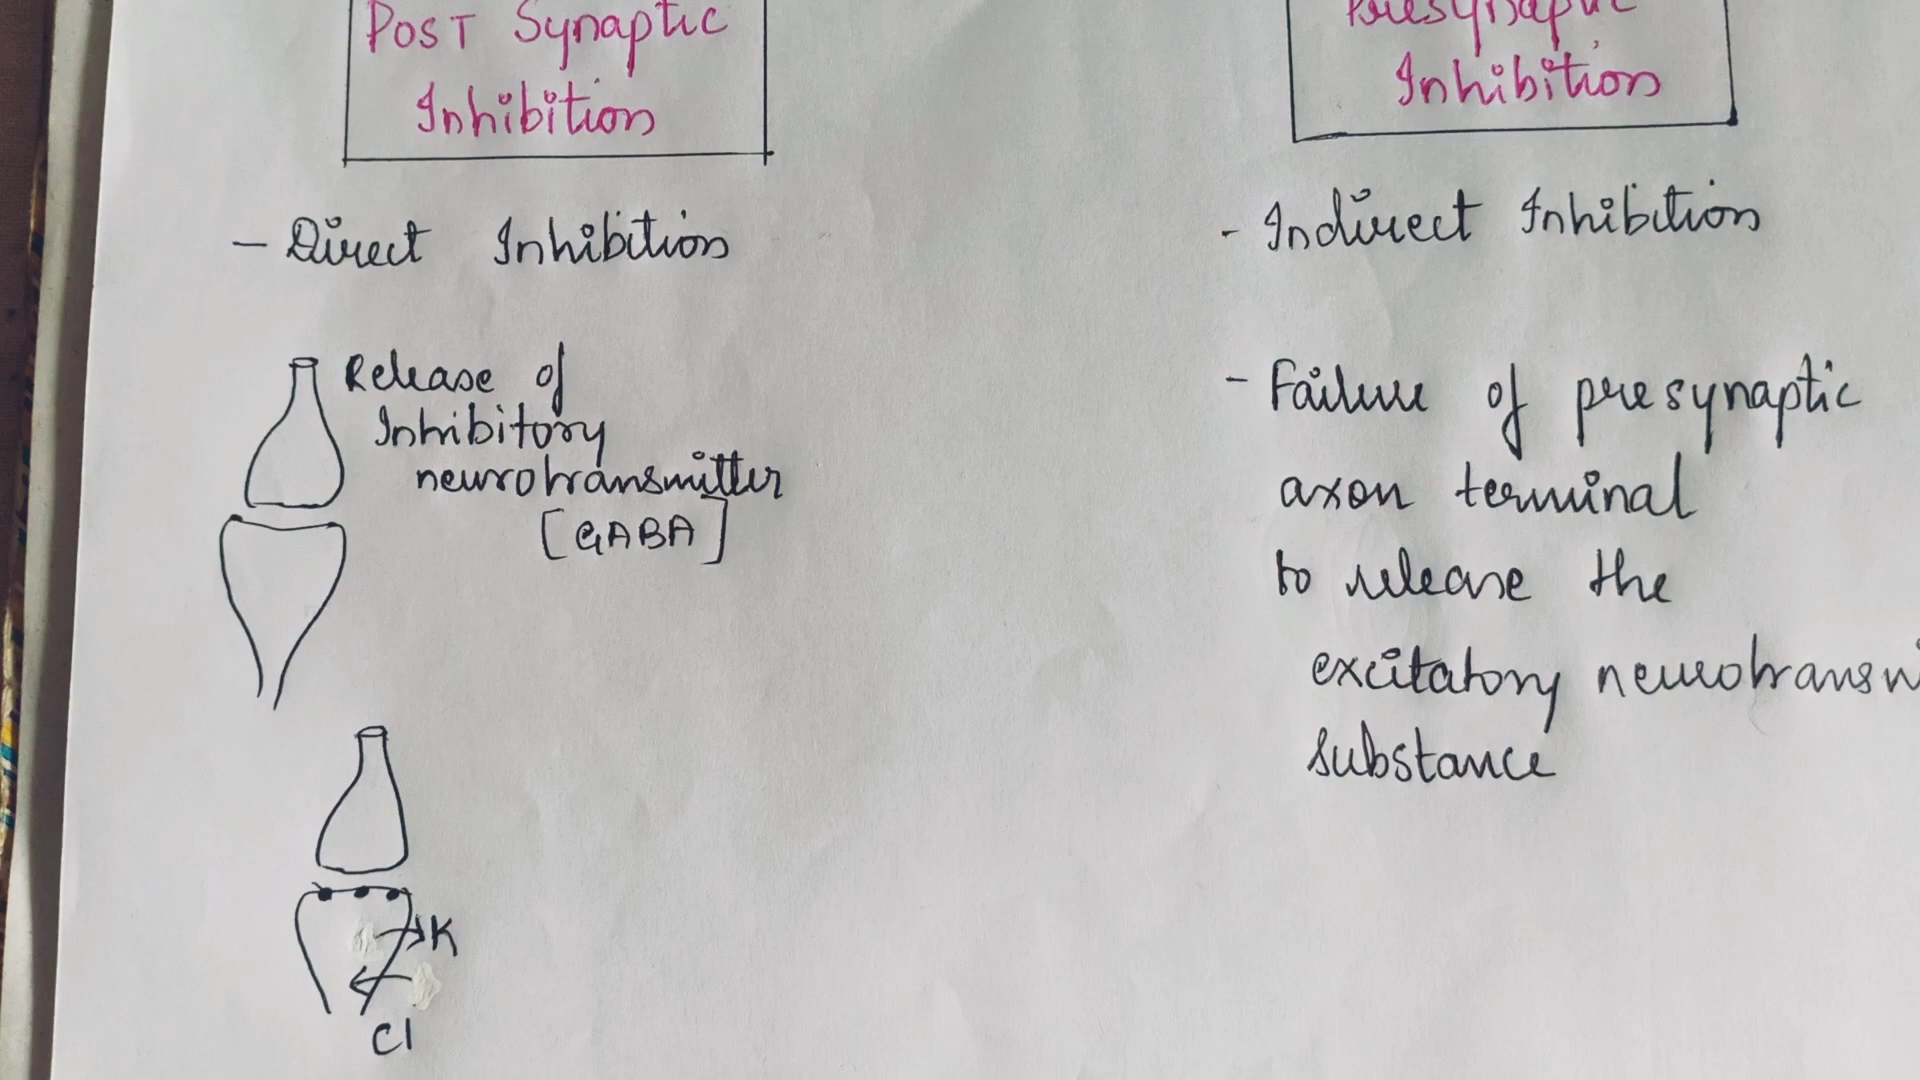 Post Synaptic
Inhibition
- Direct Inhibition
Release of
Inhibitory
neurotransmitter
[GABA]
K
Cl
Presynaptic
Inhibition
- Indirect Inhibition
- Failure of presynaptic
axon terminal
to release the
excitatory
substance